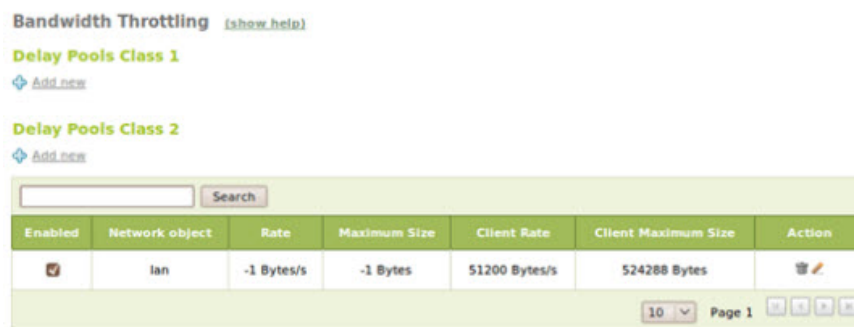 Bandwidth Throttling (show help)
Delay Pools Class 1
Add new
Delay Pools Class 2
Add new
Search
Enabled Network object Rate Maximum Size Client Rate Client Maximum Size Action
lan -1 Bytes/s -1 Bytes 51200 Bytes/s 524288 Bytes
10 Page 1